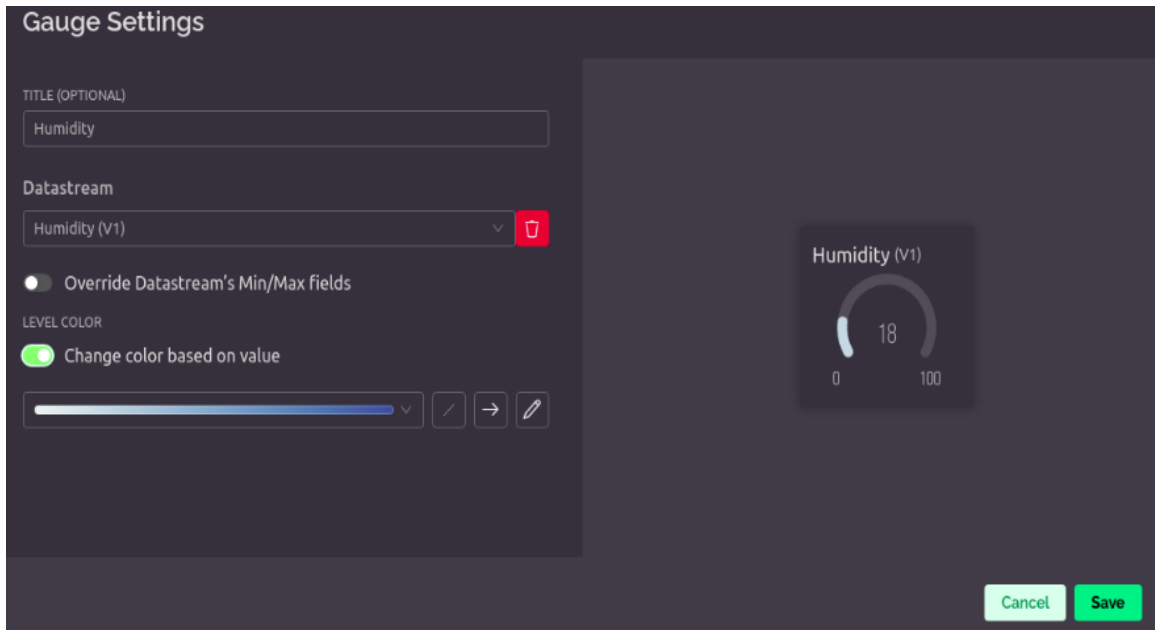 Gauge Settings
TITLE (OPTIONAL)
Humidity
Datastream
Humidity (V1)
Override Datastream's Min/Max fields
LEVEL COLOR
Change color based on value
Humidity (V1)
18
0 100
Cancel Save